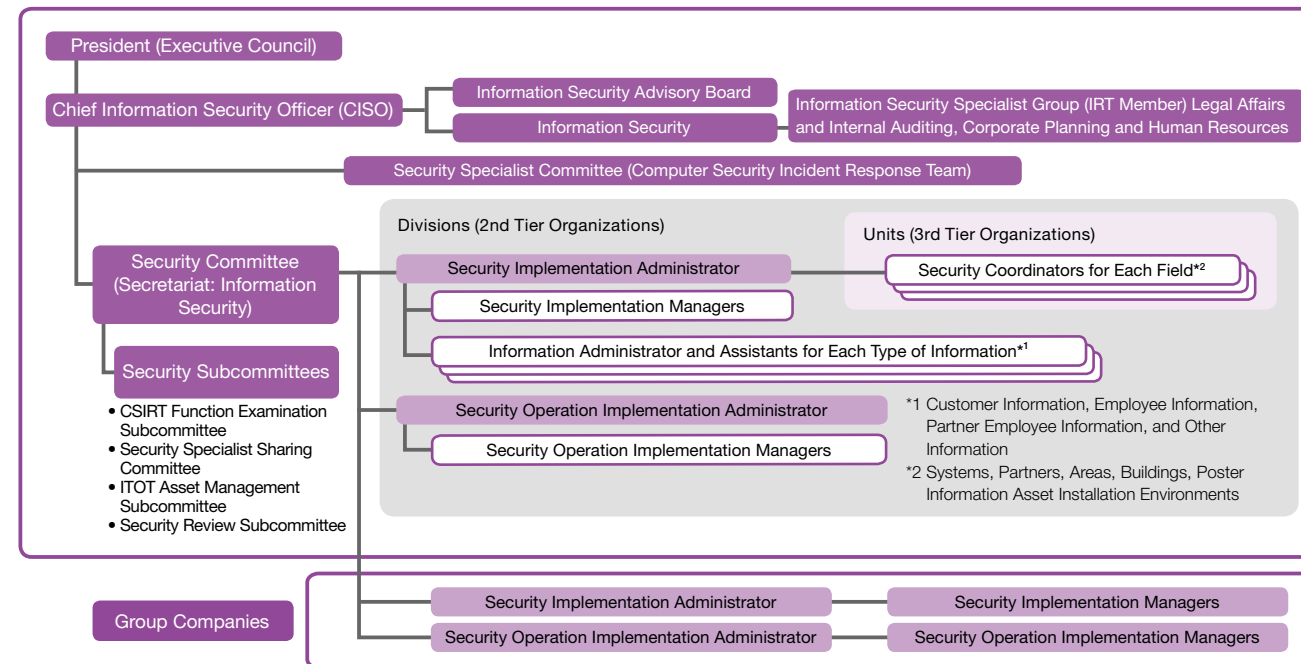 President (Executive Council)
Chief Information Security Officer (CISO)
Information Security Advisory Board
Information Security
Information Security Specialist Group (IRT Member) Legal Affairs
and Internal Auditing, Corporate Planning and Human Resources
Security Specialist Committee (Computer Security Incident Response Team)
Divisions (2nd Tier Organizations)
Units (3rd Tier Organizations)
Security Committee
(Secretariat: Information
Security)
Security Implementation Administrator
Security Coordinators for Each Field*2
Security Implementation Managers
Information Administrator and Assistants for Each Type of Information*1
Security Subcommittees
• CSIRT Function Examination
Subcommittee
• Security Specialist Sharing
Committee
• ITOT Asset Management
Subcommittee
• Security Review Subcommittee
Security Operation Implementation Administrator
Security Operation Implementation Managers
*1 Customer Information, Employee Information,
Partner Employee Information, and Other
Information
*2 Systems, Partners, Areas, Buildings, Poster
Information Asset Installation Environments
Group Companies
Security Implementation Administrator
Security Implementation Managers
Security Operation Implementation Administrator
Security Operation Implementation Managers